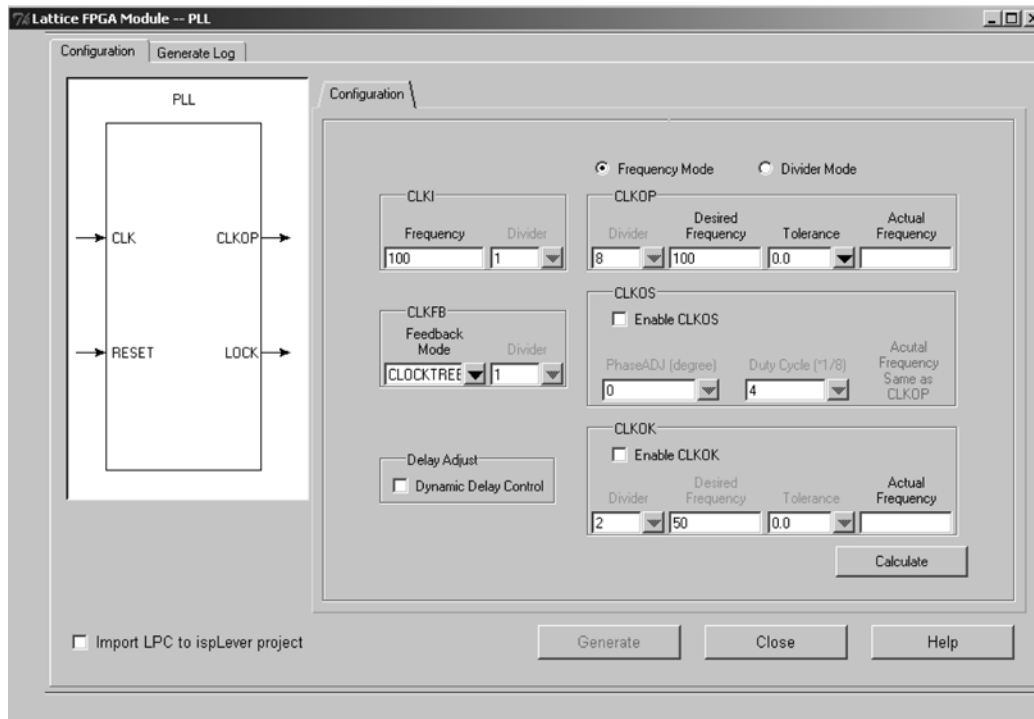 Lattice FPGA Module -- PLL
Configuration
Generate Log
PLL
CLK
CLKOP
RESET
LOCK
Configuration
Frequency Mode
Divider Mode
CLKI
Frequency
Divider
100
1
CLKOP
Divider
Desired
Frequency
Tolerance
Actual
Frequency
8
100
0.0
CLKFB
Feedback
Mode
Divider
CLOCKTREE
1
CLKOS
Enable CLKOS
PhaseADJ (degree)
Duty Cycle (*1/8)
Acutal
Frequency
Same as
CLKOP
0
4
Delay Adjust
Dynamic Delay Control
CLKOK
Enable CLKOK
Divider
Desired
Frequency
Tolerance
Actual
Frequency
2
50
0.0
Calculate
Import LPC to ispLever project
Generate
Close
Help